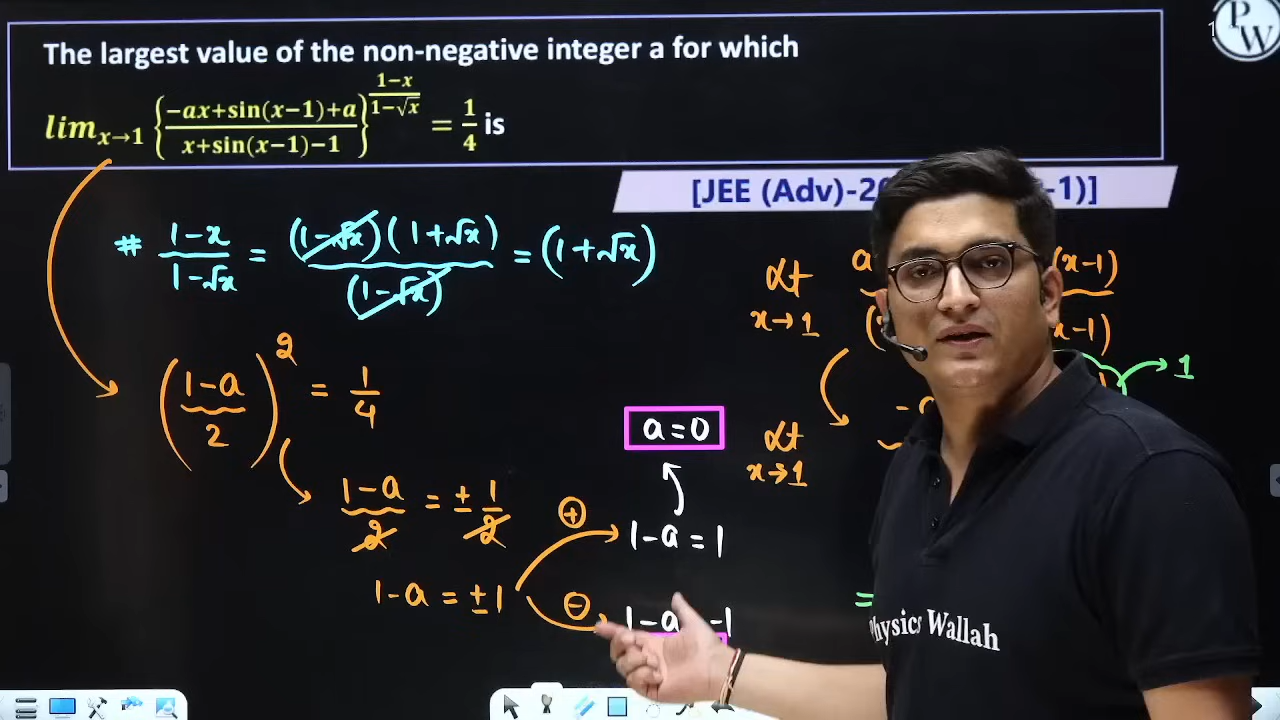 1
PW
The largest value of the non-negative integer a for which
lim_{x→1} {(-ax+sin(x-1)+a)/(x+sin(x-1)-1)}^{(1-x)/(1-√x)} = 1/4 is
[JEE (Adv)-20 -1)]
# (1-x)/(1-√x) = (1-√x)(1+√x)/(1-√x) = (1+√x)
((1-a)/2)^2 = 1/4
(1-a)/2 = ± 1/2
1-a = ±1
⊕
1-a = 1
a=0
⊖
1-a -1
Lt x→1
a (x-1)
( x-1)
1
Lt x→1
=
Physics Wallah